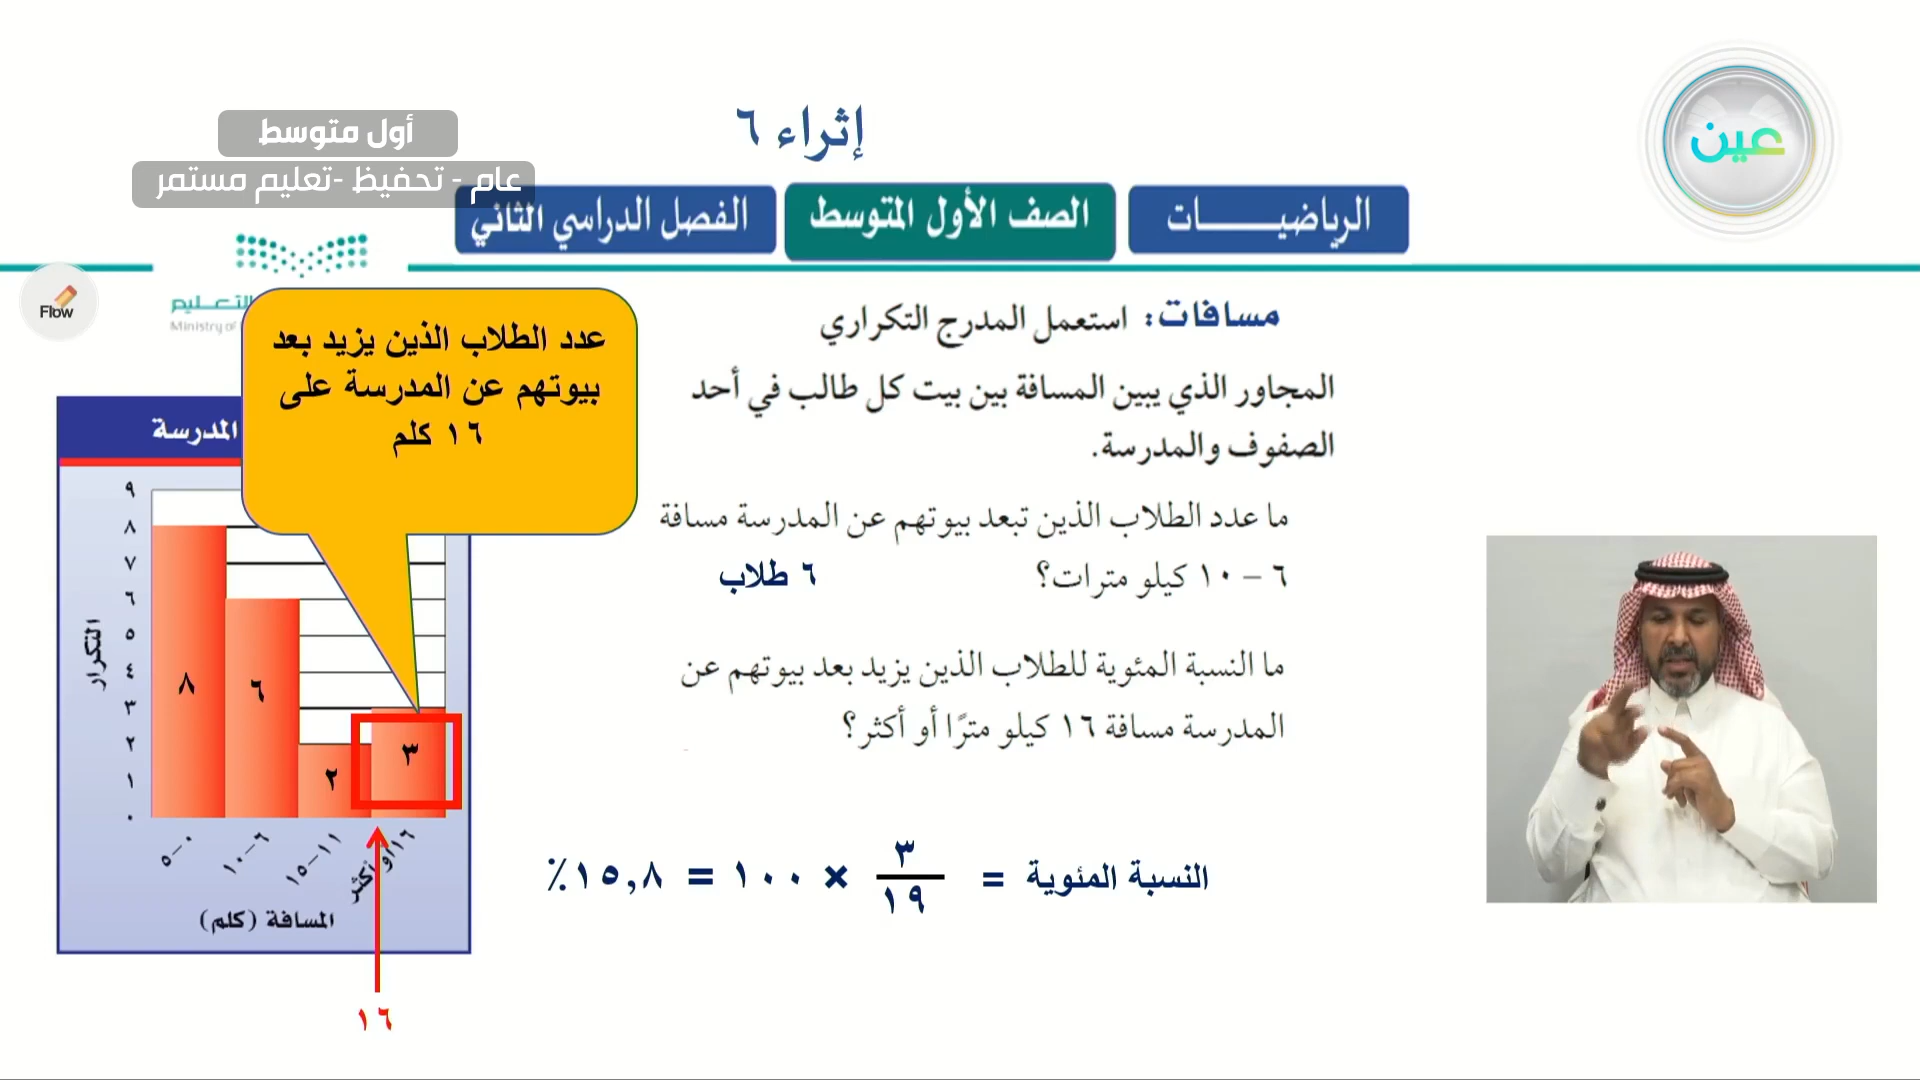 عين
إثراء ٦
أول متوسط
عام - تحفيظ -تعليم مستمر
الرياضيـــــــات
الصف الأول المتوسط
الفصل الدراسي الثاني
Flow
Ministry of
مسافات: استعمل المدرج التكراري
المجاور الذي يبين المسافة بين بيت كل طالب في أحد
الصفوف والمدرسة.
ما عدد الطلاب الذين تبعد بيوتهم عن المدرسة مسافة
٦ – ١٠ كيلو مترات؟
٦ طلاب
ما النسبة المئوية للطلاب الذين يزيد بعد بيوتهم عن
المدرسة مسافة ١٦ كيلو مترًا أو أكثر؟
النسبة المئوية = ٣/١٩ × ١٠٠ = ١٥,٨٪
عدد الطلاب الذين يزيد بعد
بيوتهم عن المدرسة على
١٦ كلم
المدرسة
التكرار
٩
٨
٧
٦
٥
٤
٣
٢
١
٠
٨
٦
٢
٣
٠–٥
٦–١٠
١١–١٥
١٦ أو أكثر
المسافة (كلم)
١٦